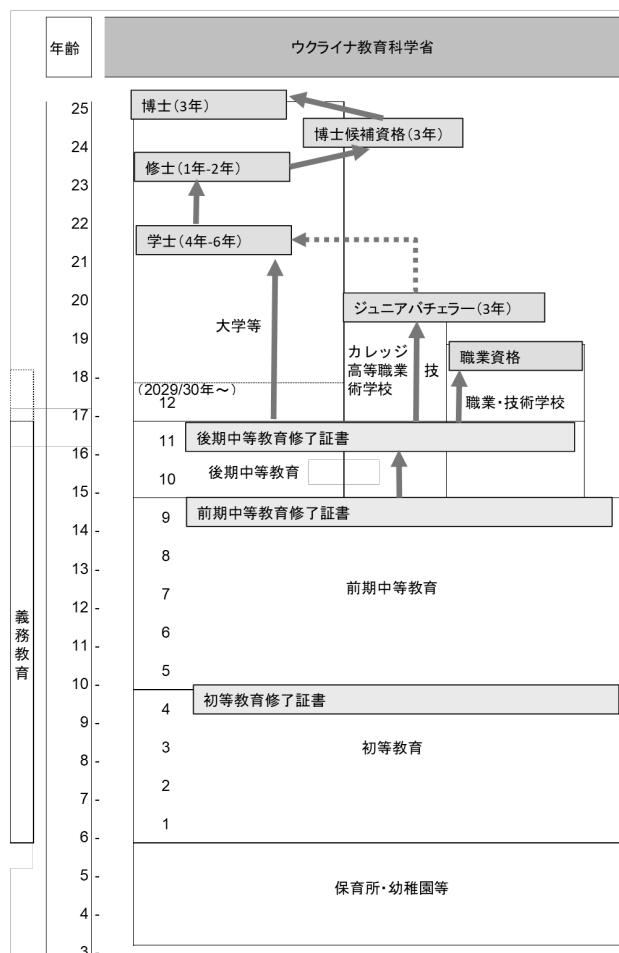 年齢
ウクライナ教育科学省
25
博士(3年)
博士候補資格(3年)
24
修士(1年-2年)
23
22
学士(4年-6年)
21
20
ジュニアバチェラー(3年)
大学等
19
カレッジ
高等職業
術学校
技
職業資格
18 -
(2029/30年~)
12
職業・技術学校
17 -
11
後期中等教育修了証書
16 -
後期中等教育
10
15 -
9
前期中等教育修了証書
14 -
8
13 -
前期中等教育
7
12 -
義務教育
6
11 -
5
10 -
4
初等教育修了証書
9 -
3
初等教育
8 -
2
7 -
1
6 -
5 -
保育所・幼稚園等
4 -
3 -